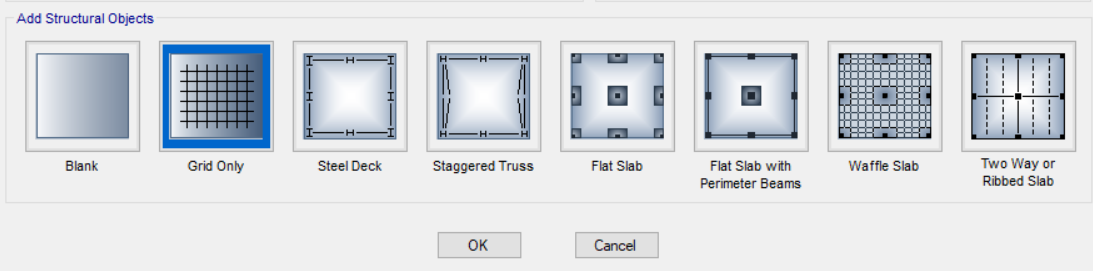 Add Structural Objects
Blank
Grid Only
Steel Deck
Staggered Truss
Flat Slab
Flat Slab with
Perimeter Beams
Waffle Slab
Two Way or
Ribbed Slab
OK
Cancel